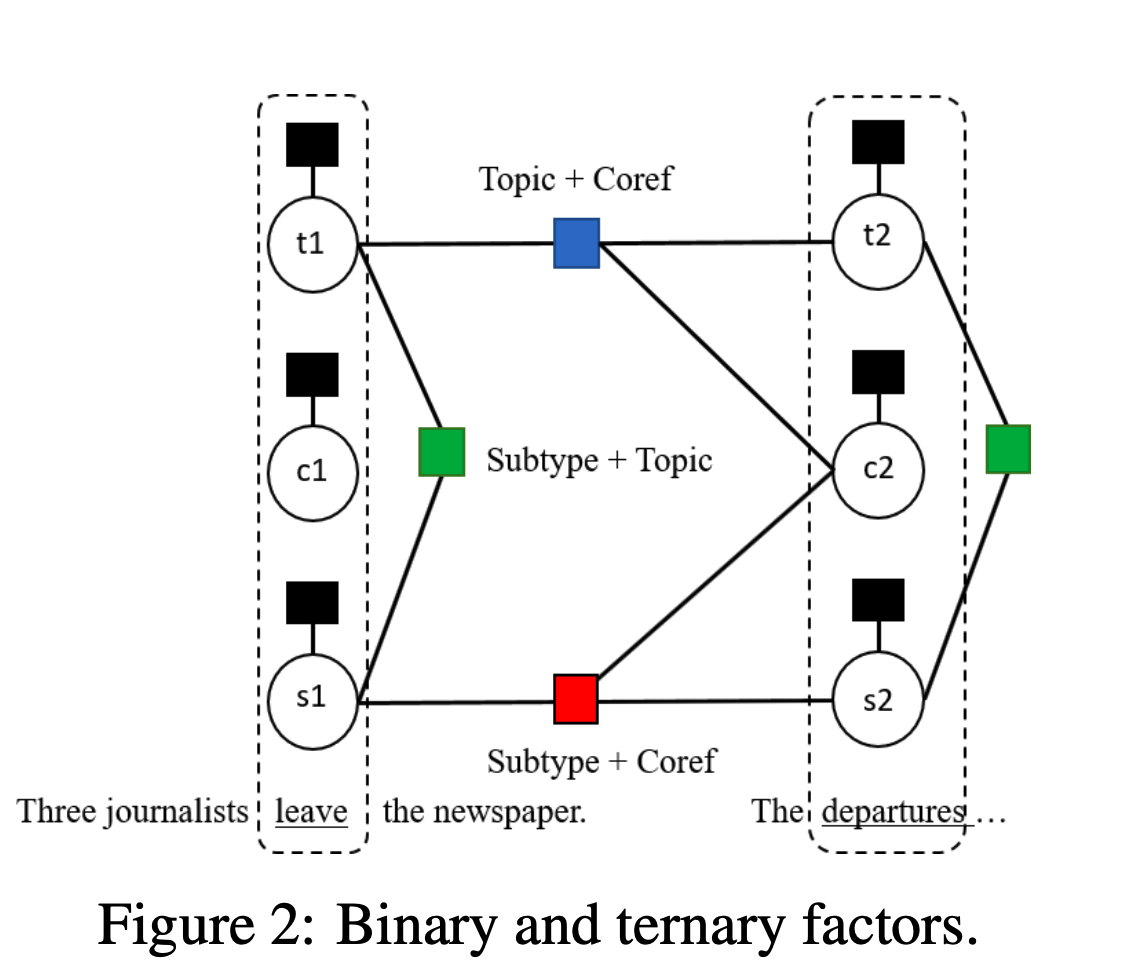 Topic + Coref
t1
t2
c1
Subtype + Topic
c2
s1
s2
Subtype + Coref
Three journalists leave the newspaper. The departures ...
Figure 2: Binary and ternary factors.